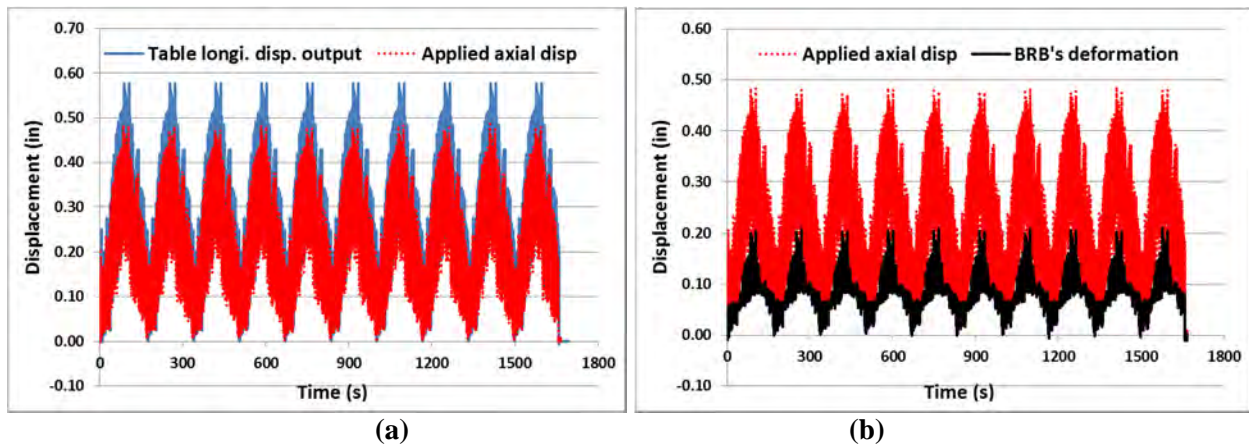 0.70
Table longi. disp. output Applied axial disp
0.60
0.50
0.40
0.30
0.20
0.10
0.00
-0.10
Displacement (in)
0 300 600 900 1200 1500 1800
Time (s)
(a)
0.60
Applied axial disp BRB's deformation
0.50
0.40
0.30
0.20
0.10
0.00
-0.10
Displacement (in)
0 300 600 900 1200 1500 1800
Time (s)
(b)